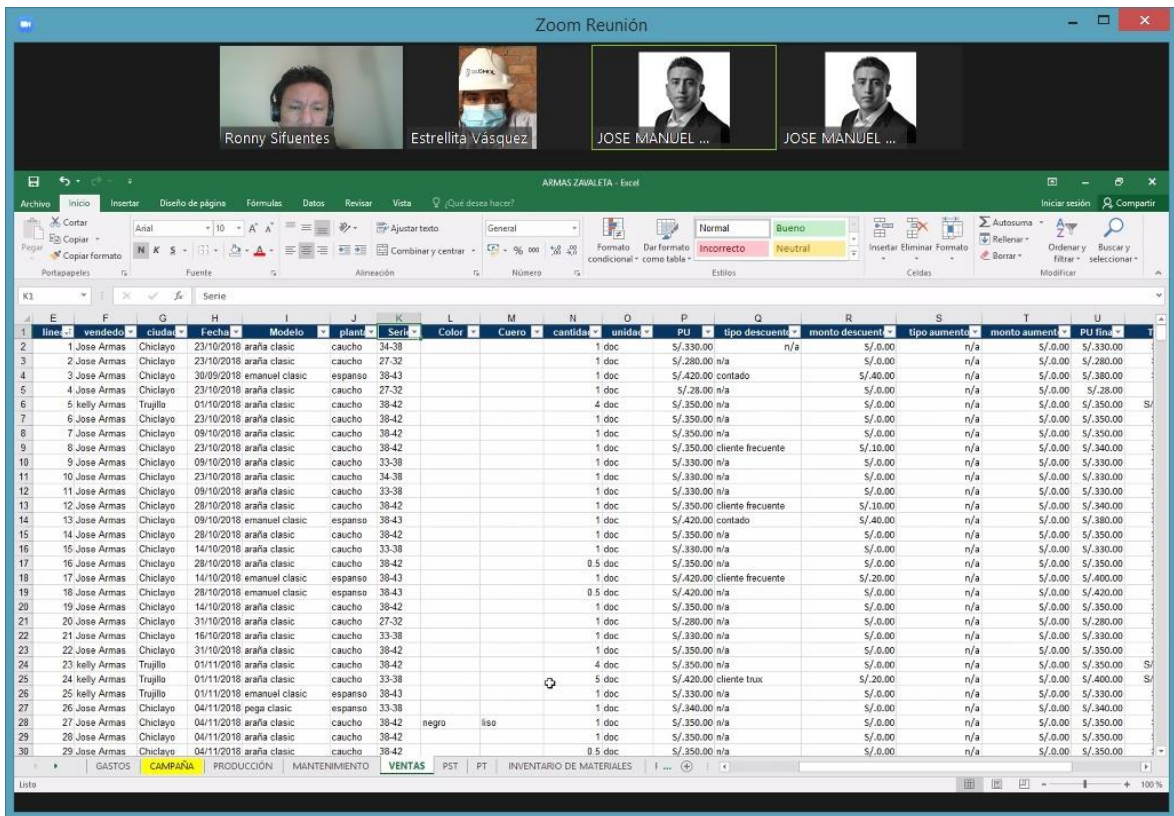 Zoom Reunión
Ronny Sifuentes
Estrellita Vásquez
JOSE MANUEL ...
JOSE MANUEL ...
ARMAS ZAVALETA - Excel
Archivo Inicio Insertar Diseño de página Fórmulas Datos Revisar Vista ¿Qué desea hacer? Iniciar sesión Compartir
Pegar Cortar Copiar Copiar formato Arial 10 N K S Ajustar texto Combinar y centrar General % 000 Formato condicional Dar formato como tabla Normal Bueno Incorrecto Neutral Insertar Eliminar Formato Autosuma Rellenar Borrar Ordenar y filtrar Buscar y seleccionar
Portapapeles Fuente Alineación Número Estilos Celdas Modificar
K1 fx Serie
E F G H I J K L M N O P Q R S T U
1 linea vendedo ciudad Fecha Modelo planta Serie Color Cuero cantidad unidad PU tipo descuento monto descuento tipo aumento monto aumento PU fina T
2 1 Jose Armas Chiclayo 23/10/2018 araña clasic caucho 34-38 1 doc S/.330.00 n/a S/.0.00 n/a S/.0.00 S/.330.00
3 2 Jose Armas Chiclayo 23/10/2018 araña clasic caucho 27-32 1 doc S/.280.00 n/a S/.0.00 n/a S/.0.00 S/.280.00
4 3 Jose Armas Chiclayo 30/09/2018 emanuel clasic espanso 38-43 1 doc S/.420.00 contado S/.40.00 n/a S/.0.00 S/.380.00
5 4 Jose Armas Chiclayo 23/10/2018 araña clasic caucho 27-32 1 doc S/.28.00 n/a S/.0.00 n/a S/.0.00 S/.28.00
6 5 kelly Armas Trujillo 01/10/2018 araña clasic caucho 38-42 4 doc S/.350.00 n/a S/.0.00 n/a S/.0.00 S/.350.00 S/
7 6 Jose Armas Chiclayo 23/10/2018 araña clasic caucho 38-42 1 doc S/.350.00 n/a S/.0.00 n/a S/.0.00 S/.350.00
8 7 Jose Armas Chiclayo 09/10/2018 araña clasic caucho 38-42 1 doc S/.350.00 n/a S/.0.00 n/a S/.0.00 S/.350.00
9 8 Jose Armas Chiclayo 23/10/2018 araña clasic caucho 38-42 1 doc S/.350.00 cliente frecuente S/.10.00 n/a S/.0.00 S/.340.00
10 9 Jose Armas Chiclayo 09/10/2018 araña clasic caucho 33-38 1 doc S/.330.00 n/a S/.0.00 n/a S/.0.00 S/.330.00
11 10 Jose Armas Chiclayo 23/10/2018 araña clasic caucho 34-38 1 doc S/.330.00 n/a S/.0.00 n/a S/.0.00 S/.330.00
12 11 Jose Armas Chiclayo 09/10/2018 araña clasic caucho 33-38 1 doc S/.330.00 n/a S/.0.00 n/a S/.0.00 S/.330.00
13 12 Jose Armas Chiclayo 28/10/2018 araña clasic caucho 38-42 1 doc S/.350.00 cliente frecuente S/.10.00 n/a S/.0.00 S/.340.00
14 13 Jose Armas Chiclayo 09/10/2018 emanuel clasic espanso 38-43 1 doc S/.420.00 contado S/.40.00 n/a S/.0.00 S/.380.00
15 14 Jose Armas Chiclayo 28/10/2018 araña clasic caucho 38-42 1 doc S/.350.00 n/a S/.0.00 n/a S/.0.00 S/.350.00
16 15 Jose Armas Chiclayo 14/10/2018 araña clasic caucho 33-38 1 doc S/.330.00 n/a S/.0.00 n/a S/.0.00 S/.330.00
17 16 Jose Armas Chiclayo 28/10/2018 araña clasic caucho 38-42 0.5 doc S/.350.00 n/a S/.0.00 n/a S/.0.00 S/.350.00
18 17 Jose Armas Chiclayo 14/10/2018 emanuel clasic espanso 38-43 1 doc S/.420.00 cliente frecuente S/.20.00 n/a S/.0.00 S/.400.00
19 18 Jose Armas Chiclayo 28/10/2018 emanuel clasic espanso 38-43 0.5 doc S/.420.00 n/a S/.0.00 n/a S/.0.00 S/.420.00
20 19 Jose Armas Chiclayo 14/10/2018 araña clasic caucho 38-42 1 doc S/.350.00 n/a S/.0.00 n/a S/.0.00 S/.350.00
21 20 Jose Armas Chiclayo 31/10/2018 araña clasic caucho 27-32 1 doc S/.280.00 n/a S/.0.00 n/a S/.0.00 S/.280.00
22 21 Jose Armas Chiclayo 16/10/2018 araña clasic caucho 33-38 1 doc S/.330.00 n/a S/.0.00 n/a S/.0.00 S/.330.00
23 22 Jose Armas Chiclayo 31/10/2018 araña clasic caucho 38-42 1 doc S/.350.00 n/a S/.0.00 n/a S/.0.00 S/.350.00
24 23 kelly Armas Trujillo 01/11/2018 araña clasic caucho 38-42 4 doc S/.350.00 n/a S/.0.00 n/a S/.0.00 S/.350.00 S/
25 24 kelly Armas Trujillo 01/11/2018 araña clasic caucho 33-38 5 doc S/.420.00 cliente trux S/.20.00 n/a S/.0.00 S/.400.00 S/
26 25 kelly Armas Trujillo 01/11/2018 emanuel clasic espanso 38-43 1 doc S/.330.00 n/a S/.0.00 n/a S/.0.00 S/.330.00
27 26 Jose Armas Chiclayo 04/11/2018 pega clasic espanso 33-38 1 doc S/.340.00 n/a S/.0.00 n/a S/.0.00 S/.340.00
28 27 Jose Armas Chiclayo 04/11/2018 araña clasic caucho 38-42 negro liso 1 doc S/.350.00 n/a S/.0.00 n/a S/.0.00 S/.350.00
29 28 Jose Armas Chiclayo 04/11/2018 araña clasic caucho 38-42 1 doc S/.350.00 n/a S/.0.00 n/a S/.0.00 S/.350.00
30 29 Jose Armas Chiclayo 04/11/2018 araña clasic caucho 38-42 0.5 doc S/.350.00 n/a S/.0.00 n/a S/.0.00 S/.350.00
GASTOS CAMPAÑA PRODUCCIÓN MANTENIMIENTO VENTAS PST PT INVENTARIO DE MATERIALES ...
Listo 100 %